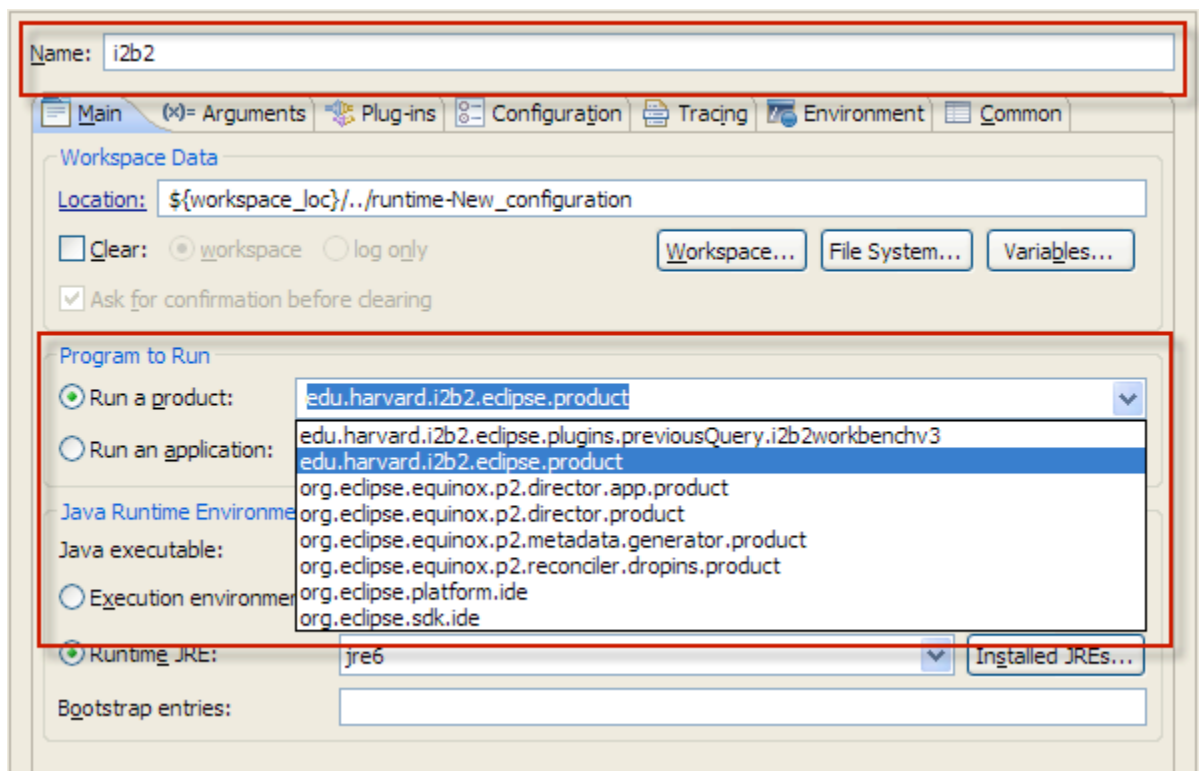 Name: i2b2
Main (x)= Arguments Plug-ins Configuration Tracing Environment Common
Workspace Data
Location: ${workspace_loc}/../runtime-New_configuration
Clear: workspace log only Workspace... File System... Variables...
Ask for confirmation before clearing
Program to Run
Run a product: edu.harvard.i2b2.eclipse.product
edu.harvard.i2b2.eclipse.plugins.previousQuery.i2b2workbenchv3
Run an application:
edu.harvard.i2b2.eclipse.product
org.eclipse.equinox.p2.director.app.product
org.eclipse.equinox.p2.director.product
Java Runtime Environme
org.eclipse.equinox.p2.metadata.generator.product
Java executable:
org.eclipse.equinox.p2.reconciler.dropins.product
Execution environmen
org.eclipse.platform.ide
org.eclipse.sdk.ide
Runtime JRE: jre6 Installed JREs...
Bootstrap entries: